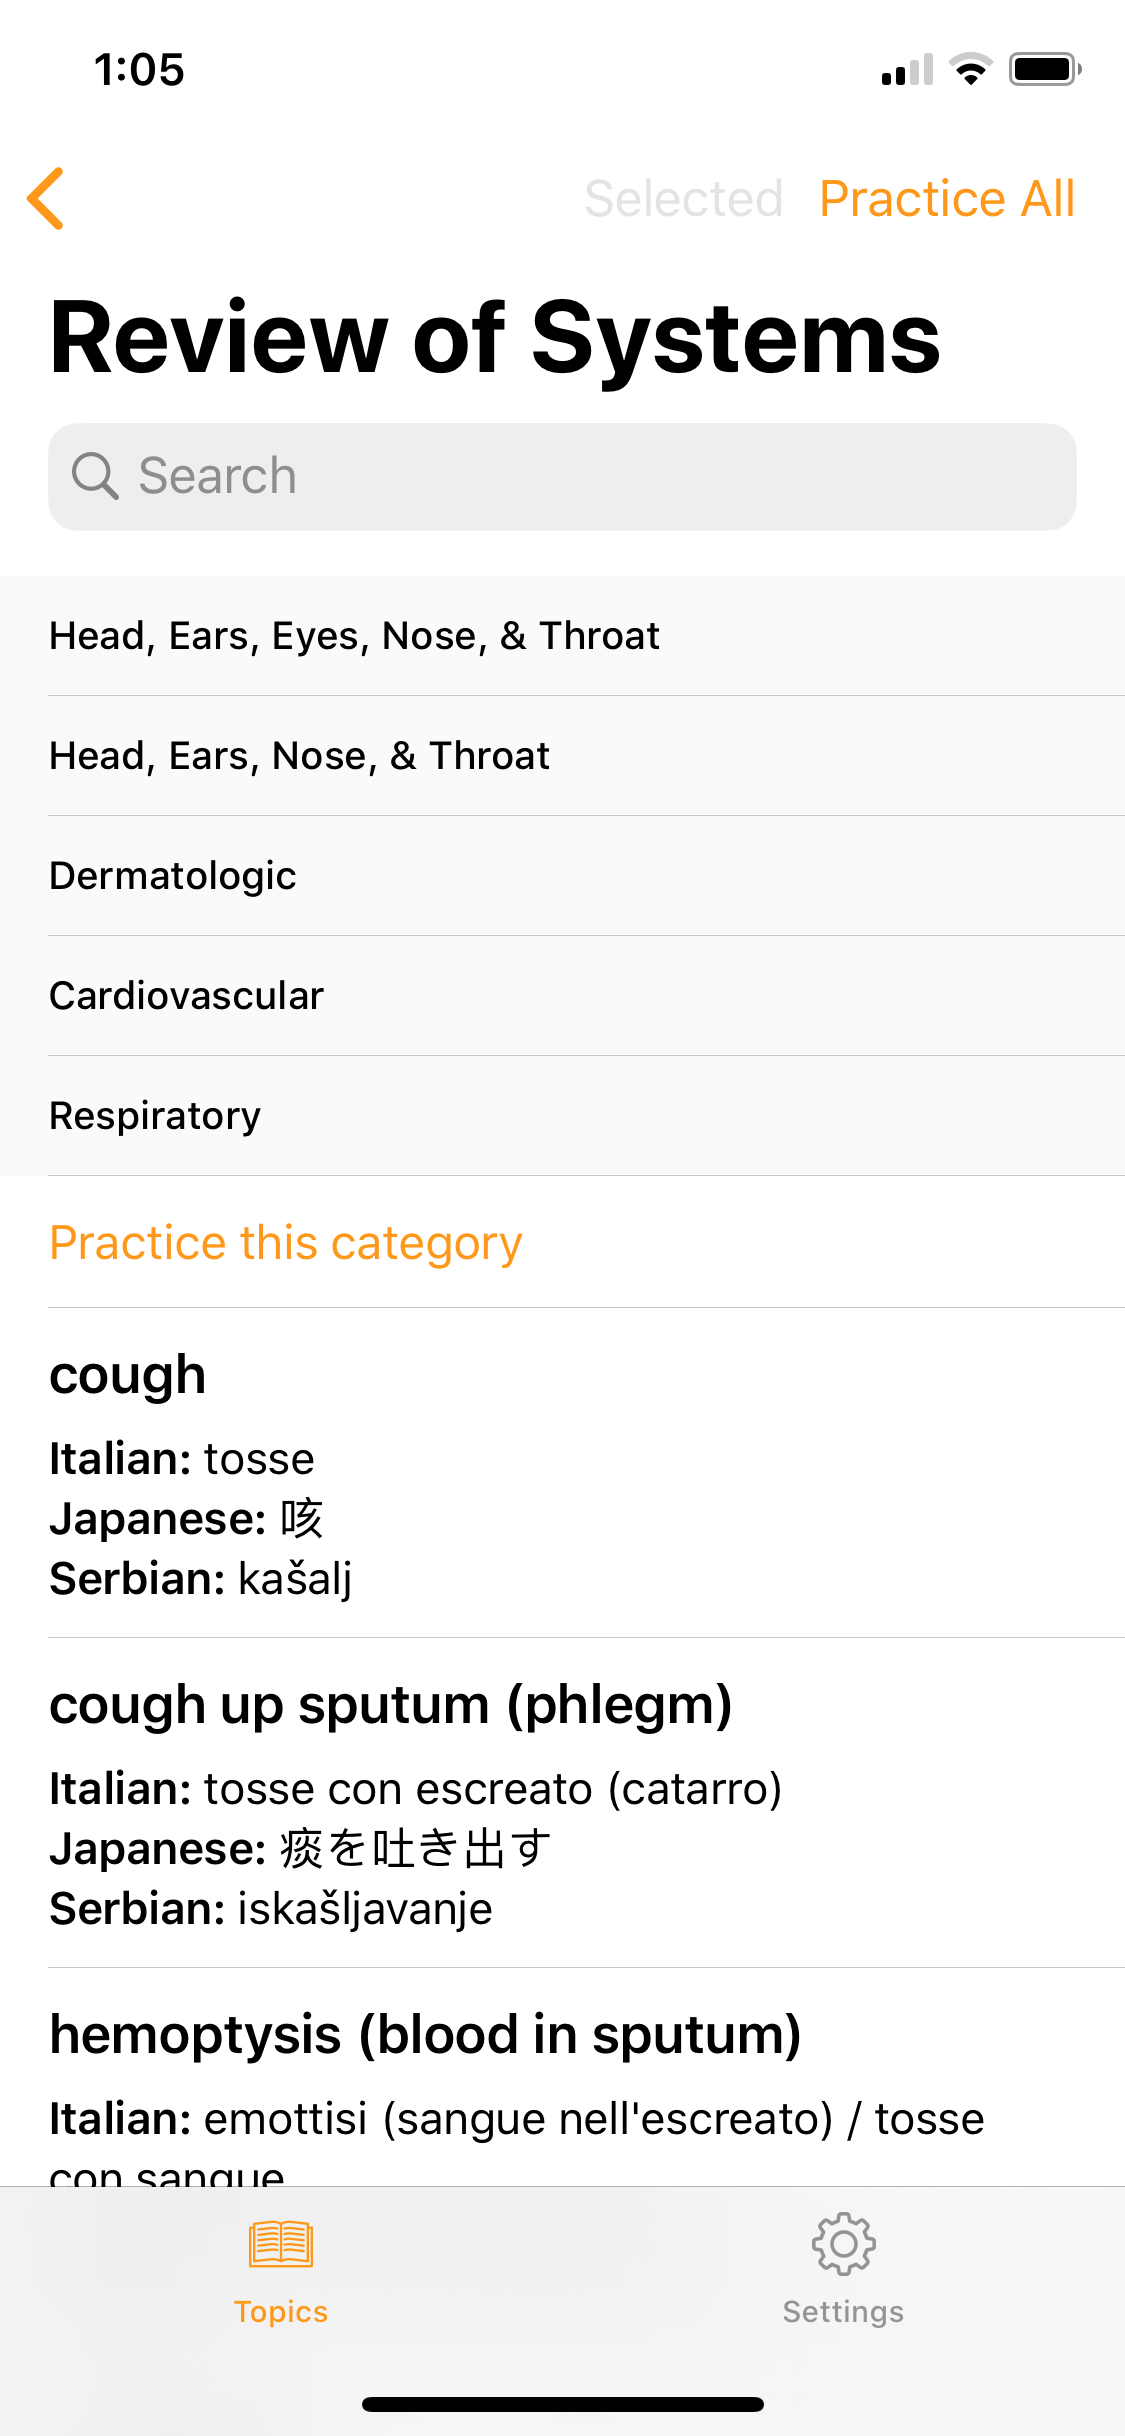 1:05
Selected Practice All
Review of Systems
Search
Head, Ears, Eyes, Nose, & Throat
Head, Ears, Nose, & Throat
Dermatologic
Cardiovascular
Respiratory
Practice this category
cough
Italian: tosse
Japanese: 咳
Serbian: kašalj
cough up sputum (phlegm)
Italian: tosse con escreato (catarro)
Japanese: 痰を吐き出す
Serbian: iskašljavanje
hemoptysis (blood in sputum)
Italian: emottisi (sangue nell'escreato) / tosse
con sangue
Topics
Settings